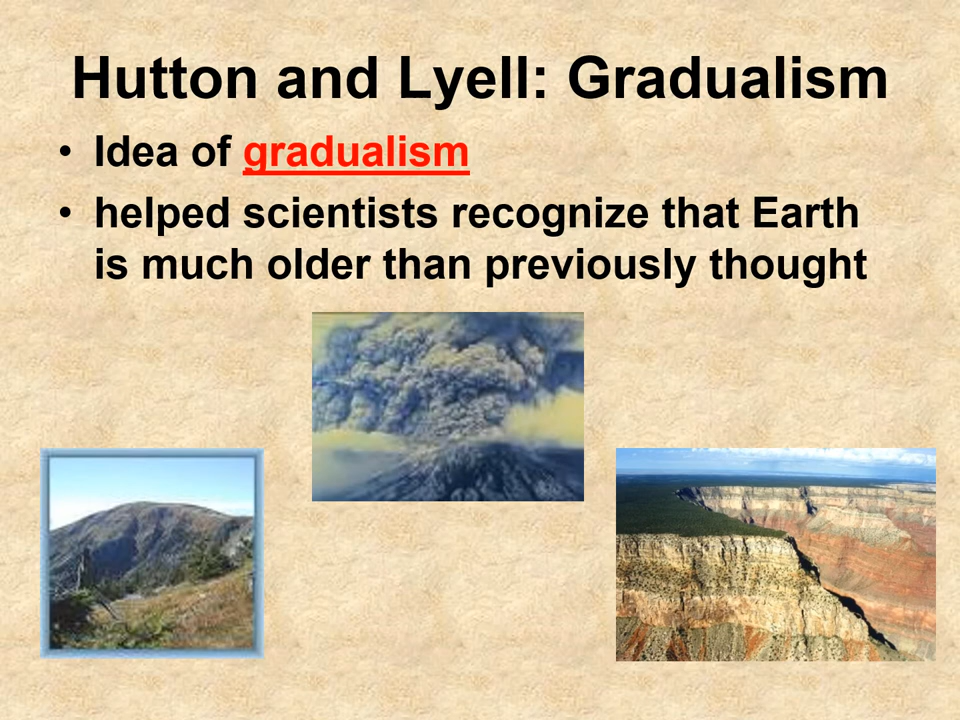 Hutton and Lyell: Gradualism
• Idea of gradualism
• helped scientists recognize that Earth
is much older than previously thought